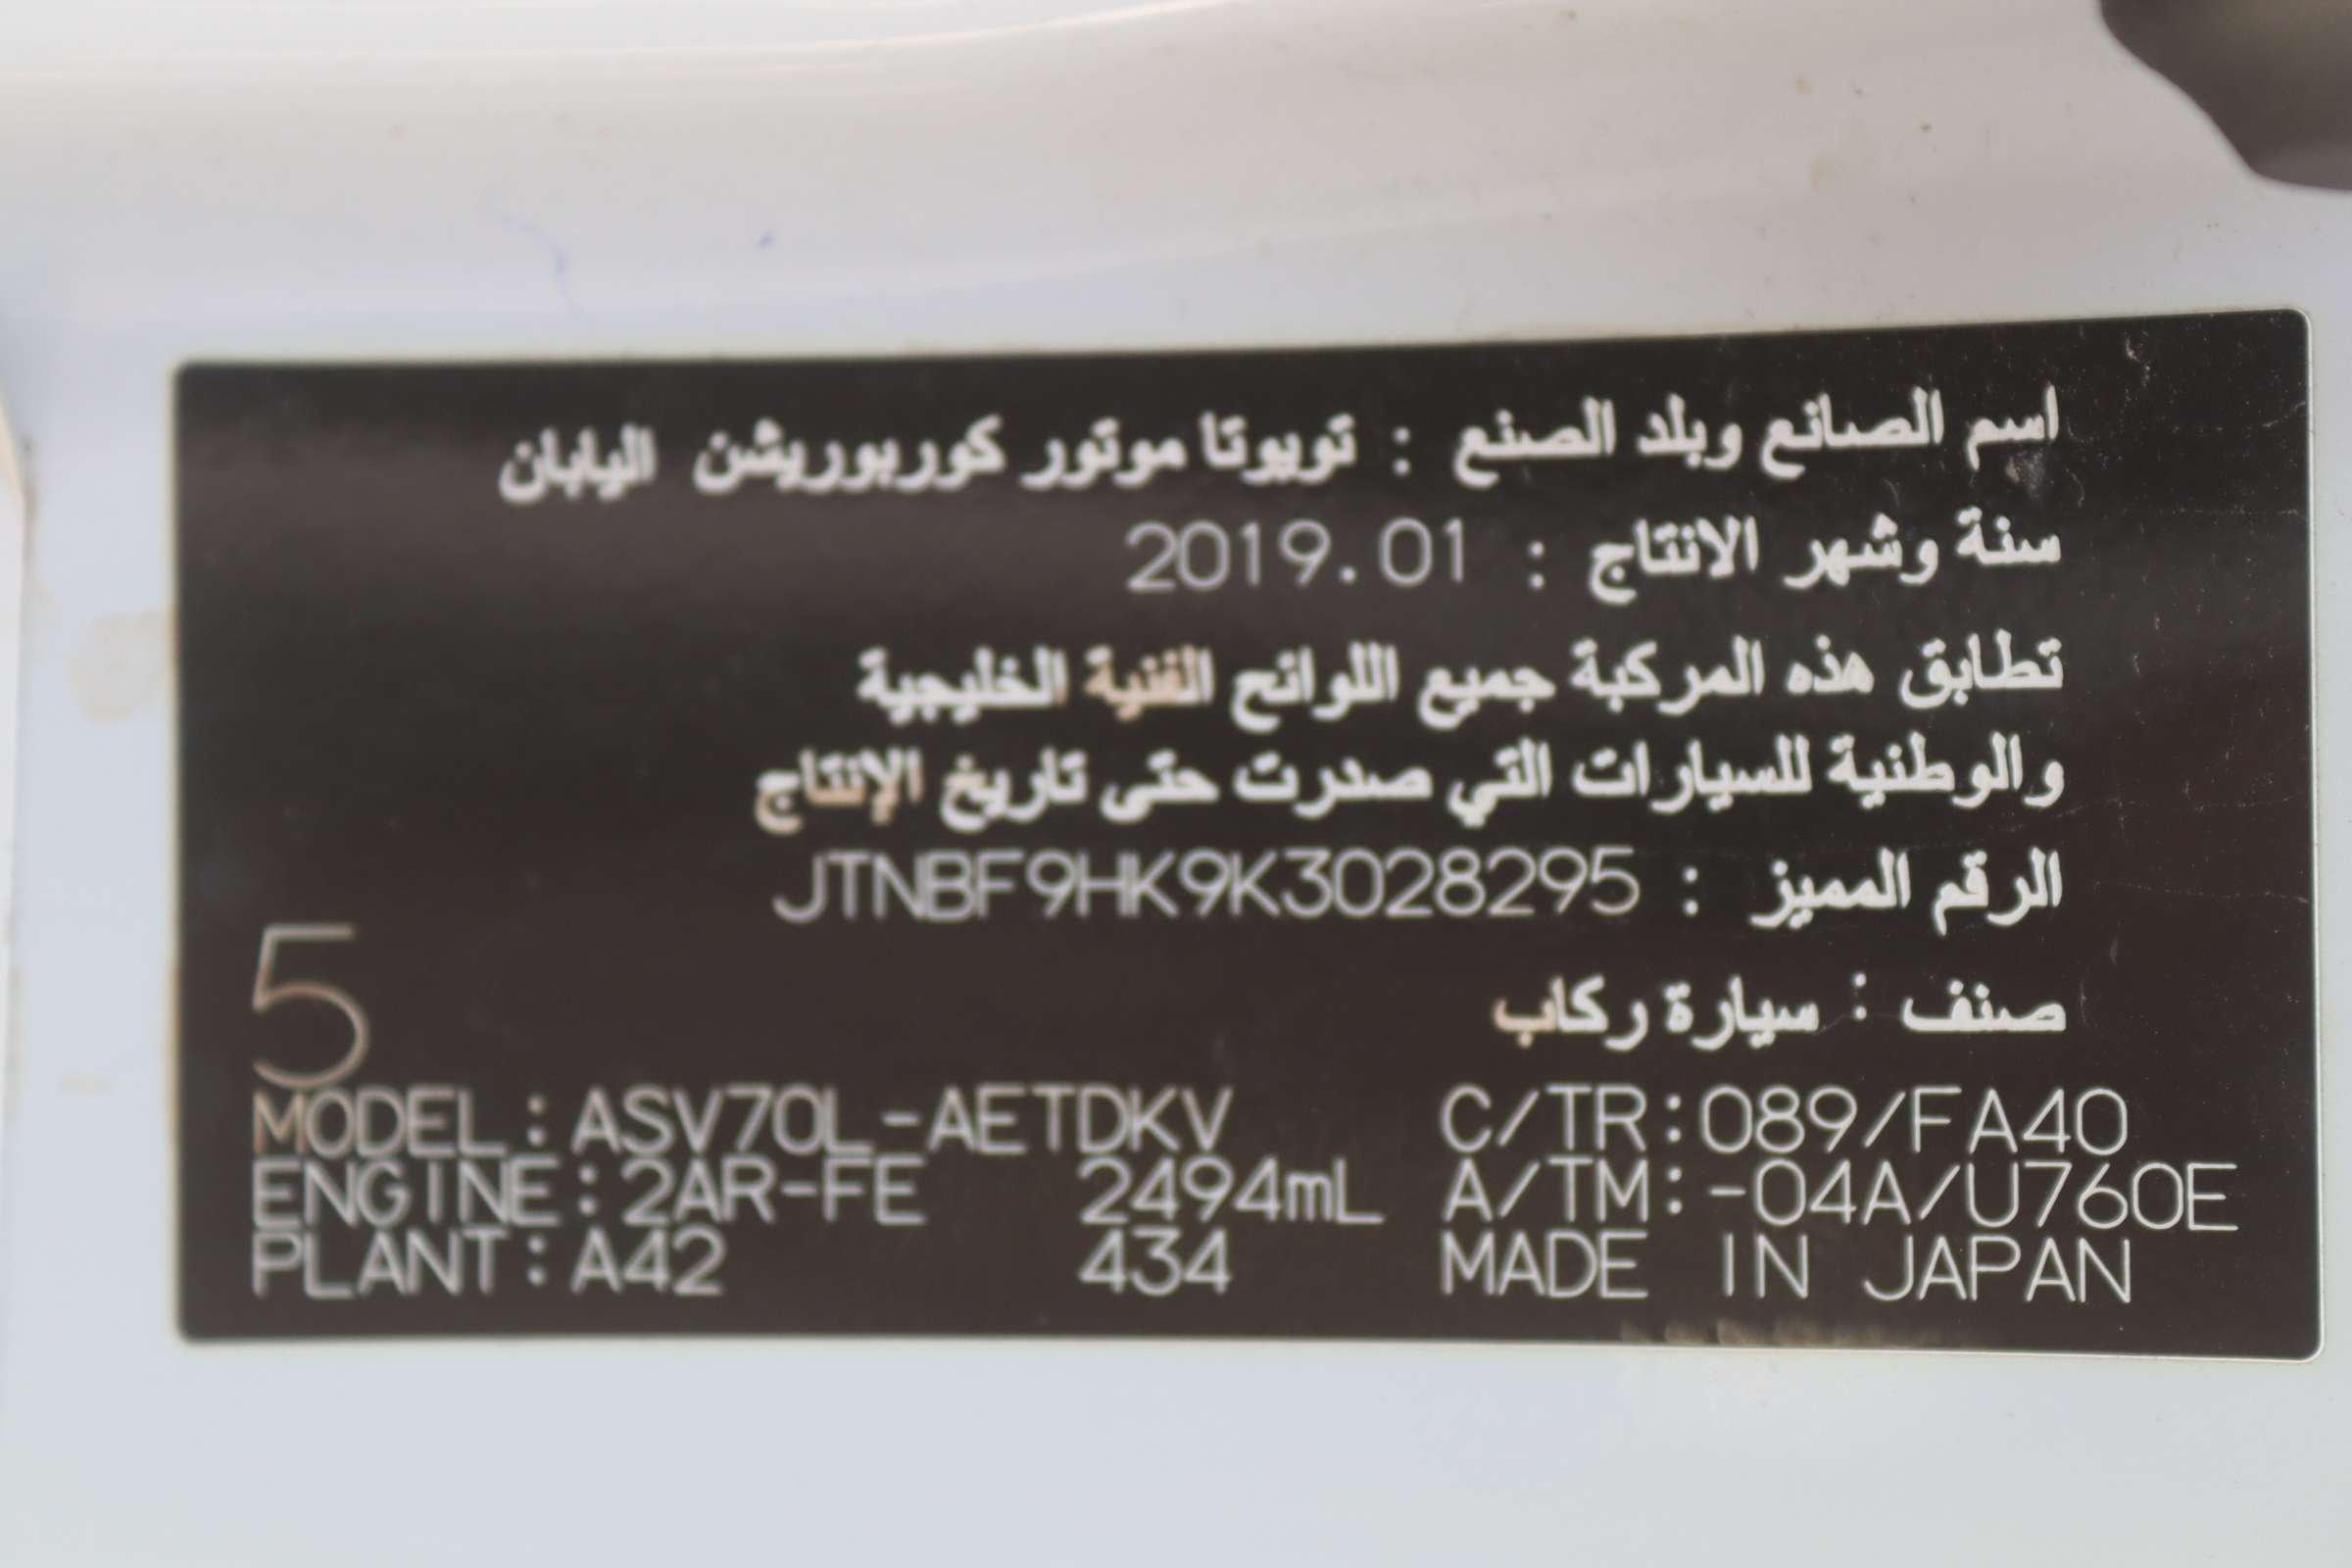 اسم الصانع وبلد الصنع : تويوتا موتور كوربوريشن اليابان
سنة وشهر الانتاج : 2019.01
تطابق هذه المركبة جميع اللوائح الفنية الخليجية
والوطنية للسيارات التي صدرت حتى تاريخ الإنتاج
الرقم المميز : JTNBF9HK9K3028295
صنف : سيارة ركاب
5
MODEL:ASV70L-AETDKV C/TR:089/FA40
ENGINE:2AR-FE 2494mL A/TM:-04A/U760E
PLANT:A42 434 MADE IN JAPAN